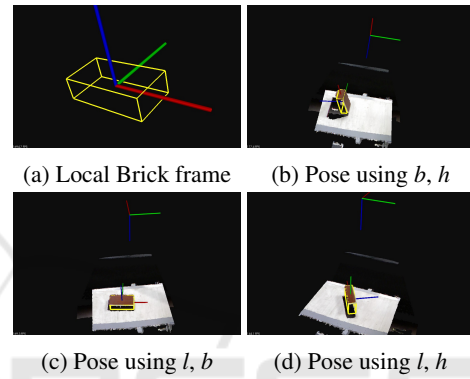 (a) Local Brick frame
(b) Pose using b, h
(c) Pose using l, b
(d) Pose using l, h